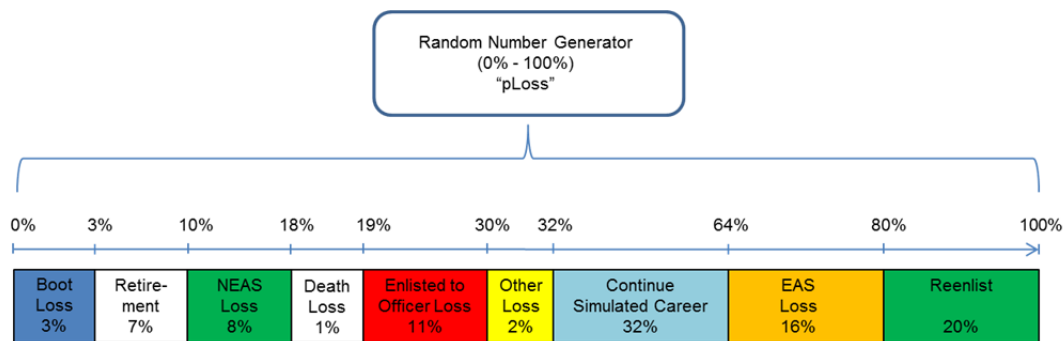 Random Number Generator
(0% - 100%)
“pLoss”
0% 3% 10% 18% 19% 30% 32% 64% 80% 100%
Boot
Loss
3%
Retire-
ment
7%
NEAS
Loss
8%
Death
Loss
1%
Enlisted to
Officer Loss
11%
Other
Loss
2%
Continue
Simulated Career
32%
EAS
Loss
16%
Reenlist
20%